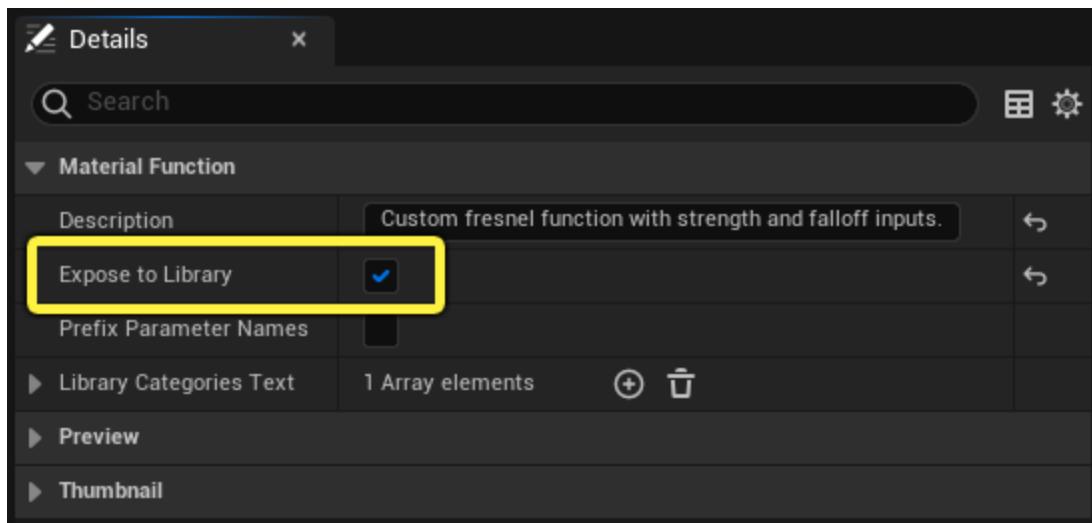 Details
Search
Material Function
Description Custom fresnel function with strength and falloff inputs.
Expose to Library
Prefix Parameter Names
Library Categories Text 1 Array elements
Preview
Thumbnail